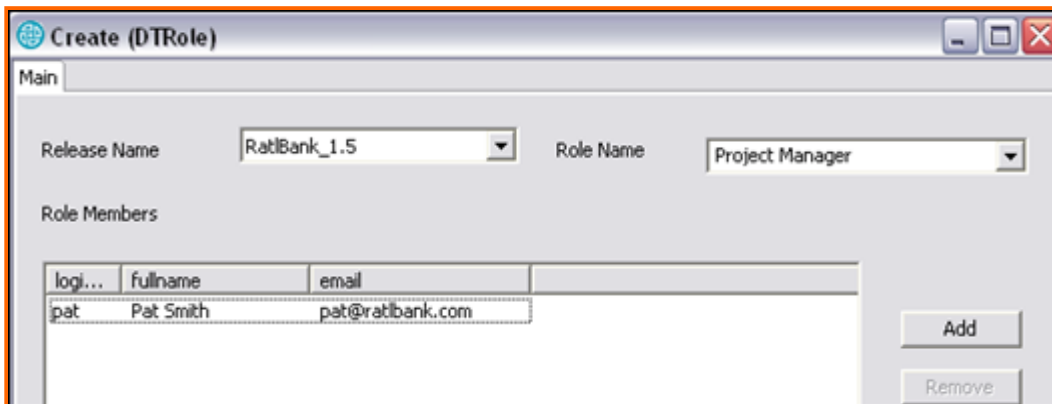 Create (DTRole)
Main
Release Name RatlBank_1.5 Role Name Project Manager
Role Members
logi... fullname email
pat Pat Smith pat@ratlbank.com
Add
Remove